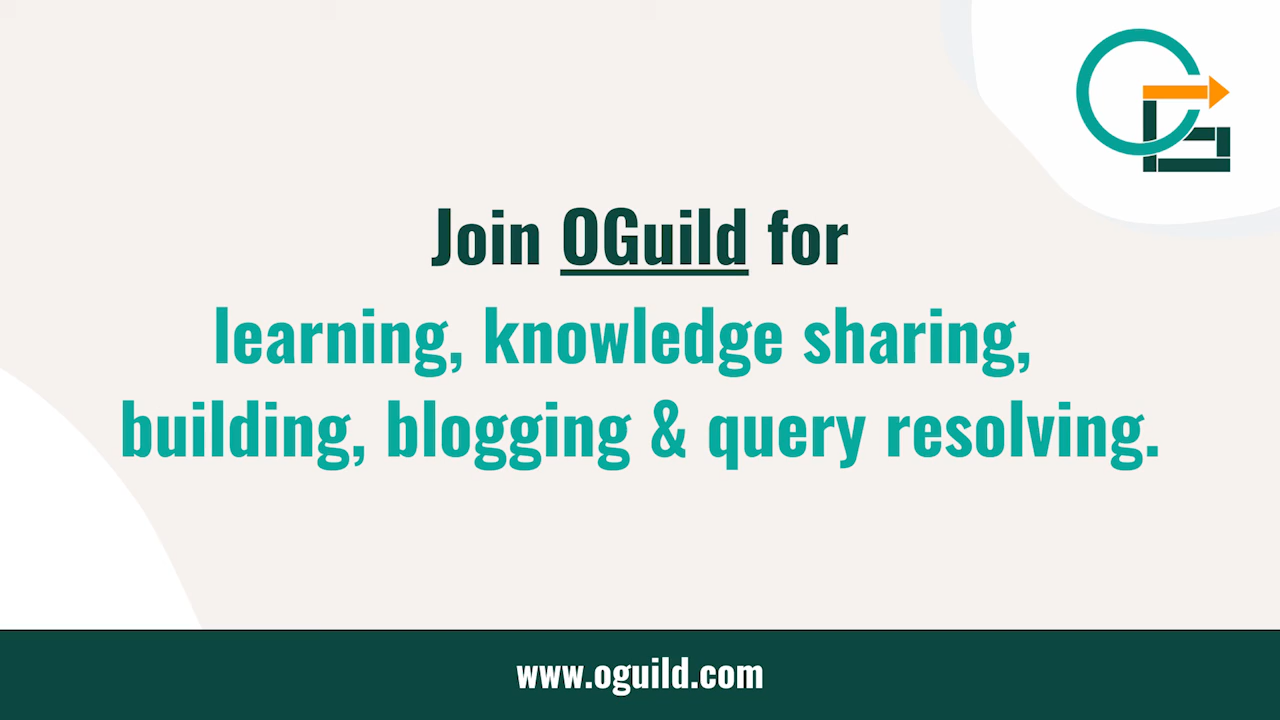 Join OGuild for
learning, knowledge sharing,
building, blogging & query resolving.
www.oguild.com